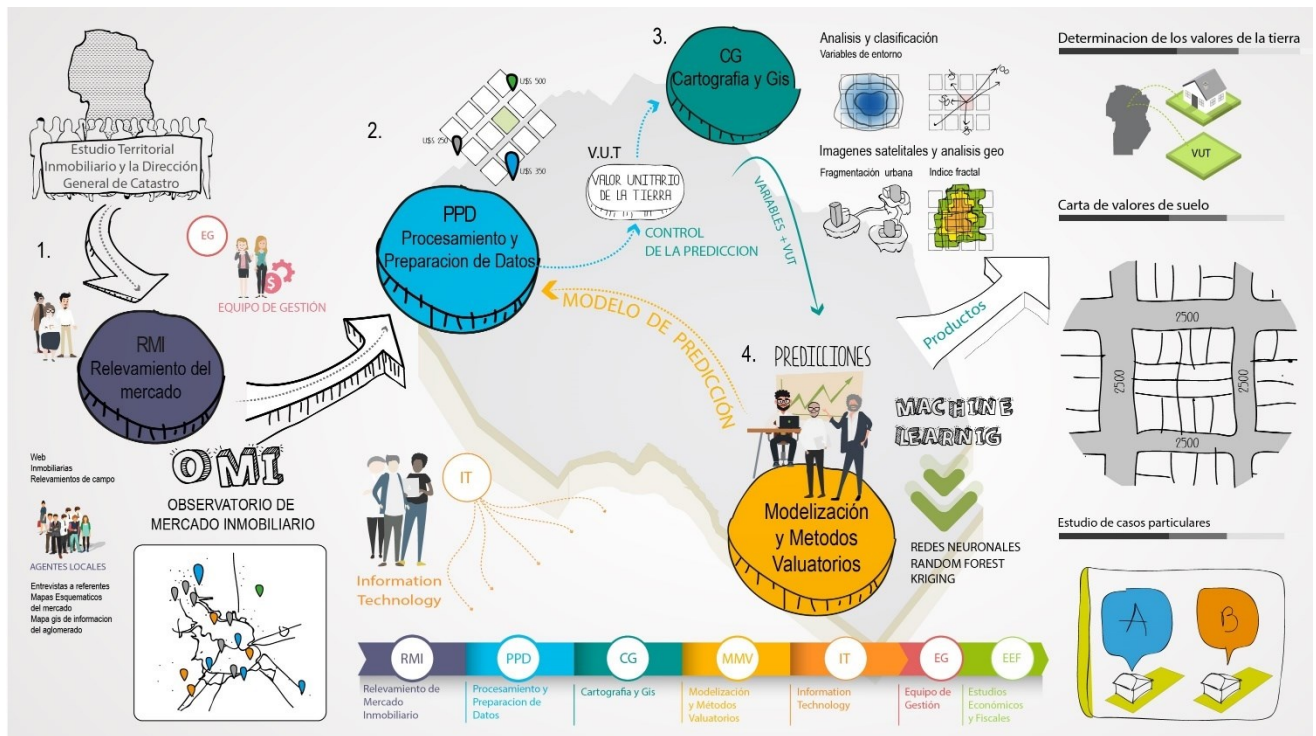 Estudio Territorial
Inmobiliario y la Dirección
General de Catastro
1.
EG
EQUIPO DE GESTIÓN
RMI
Relevamiento del
mercado
OMI
OBSERVATORIO DE
MERCADO INMOBILIARIO
Web
Inmobiliarias
Relevamientos de campo
AGENTES LOCALES
Entrevistas a referentes
Mapas Esquematicos
del mercado
Mapa gis de informacion
del aglomerado
2.
U$S 500
U$S 250
U$S 350
PPD
Procesamiento y
Preparacion de Datos
V.U.T
VALOR UNITARIO
DE LA TIERRA
CONTROL
DE LA PREDICCION
MODELO DE PREDICCIÓN
IT
Information
Technology
3.
CG
Cartografia y Gis
VARIABLES + VUT
Analisis y clasificación
Variables de entorno
Imagenes satelitales y analisis geo
Fragmentación urbana
Indice fractal
4.
PREDICCIONES
Modelización
y Metodos
Valuatorios
MACHINE
LEARNIG
REDES NEURONALES
RANDOM FOREST
KRIGING
Productos
Determinacion de los valores de la tierra
VUT
Carta de valores de suelo
2500
2500
2500
2500
Estudio de casos particulares
A
B
RMI
Relevamiento de
Mercado
Inmobiliario
PPD
Procesamiento y
Preparacion de
Datos
CG
Cartografia y Gis
MMV
Modelización
y Métodos
Valuatorios
IT
Information
Technology
EG
Equipo de
Gestión
EEF
Estudios
Económicos
y Fiscales